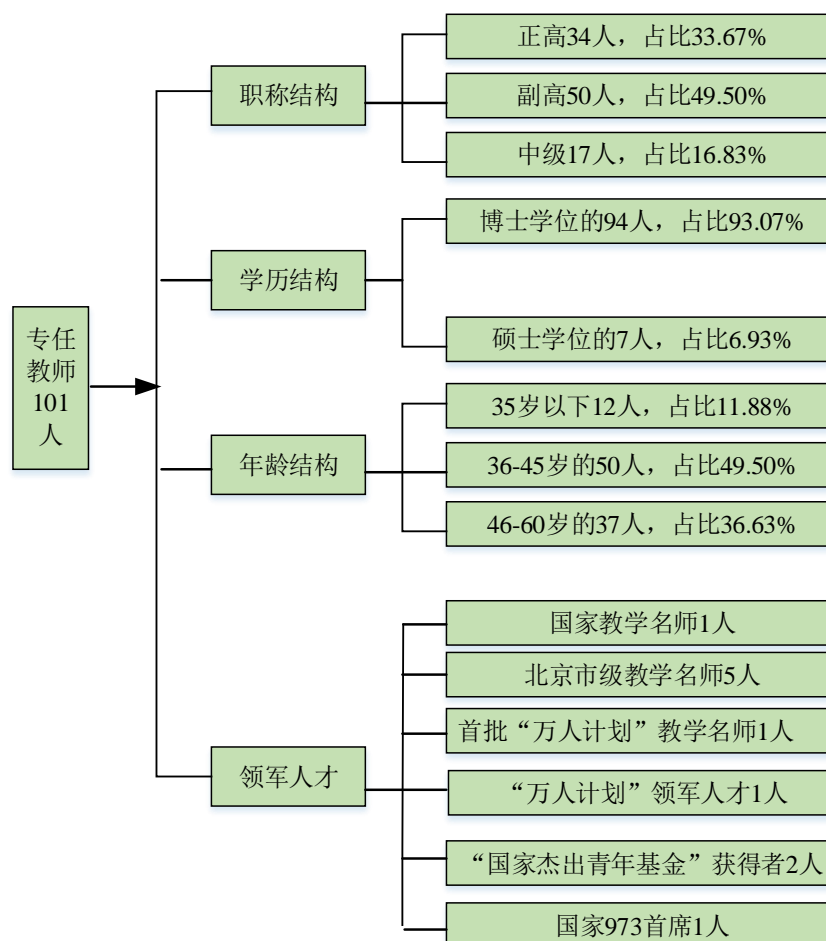 专任
教师
101
人
职称结构
正高34人，占比33.67%
副高50人，占比49.50%
中级17人，占比16.83%
学历结构
博士学位的94人，占比93.07%
硕士学位的7人，占比6.93%
年龄结构
35岁以下12人，占比11.88%
36-45岁的50人，占比49.50%
46-60岁的37人，占比36.63%
领军人才
国家教学名师1人
北京市级教学名师5人
首批“万人计划”教学名师1人
“万人计划”领军人才1人
“国家杰出青年基金”获得者2人
国家973首席1人